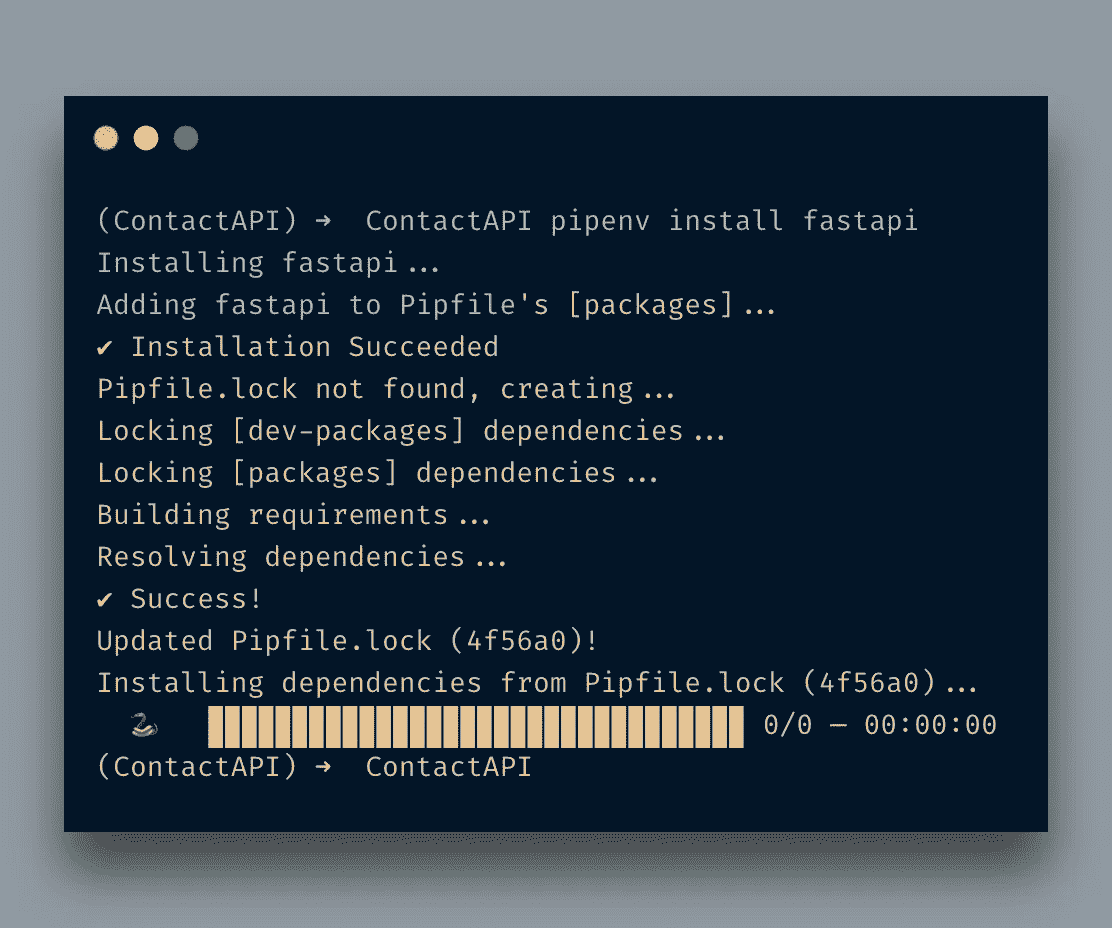 (ContactAPI) ➜  ContactAPI pipenv install fastapi
Installing fastapi...
Adding fastapi to Pipfile's [packages]...
✔ Installation Succeeded
Pipfile.lock not found, creating...
Locking [dev-packages] dependencies...
Locking [packages] dependencies...
Building requirements...
Resolving dependencies...
✔ Success!
Updated Pipfile.lock (4f56a0)!
Installing dependencies from Pipfile.lock (4f56a0)...
🐍 ▉▉▉▉▉▉▉▉▉▉▉▉▉▉▉▉▉▉▉▉▉▉▉▉▉▉▉▉▉▉▉▉ 0/0 — 00:00:00
(ContactAPI) ➜  ContactAPI